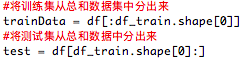 #将训练集从总和数据集中分出来
trainData = df[:df_train.shape[0]]
#将测试集从总和数据中分出来
test = df[df_train.shape[0]:]